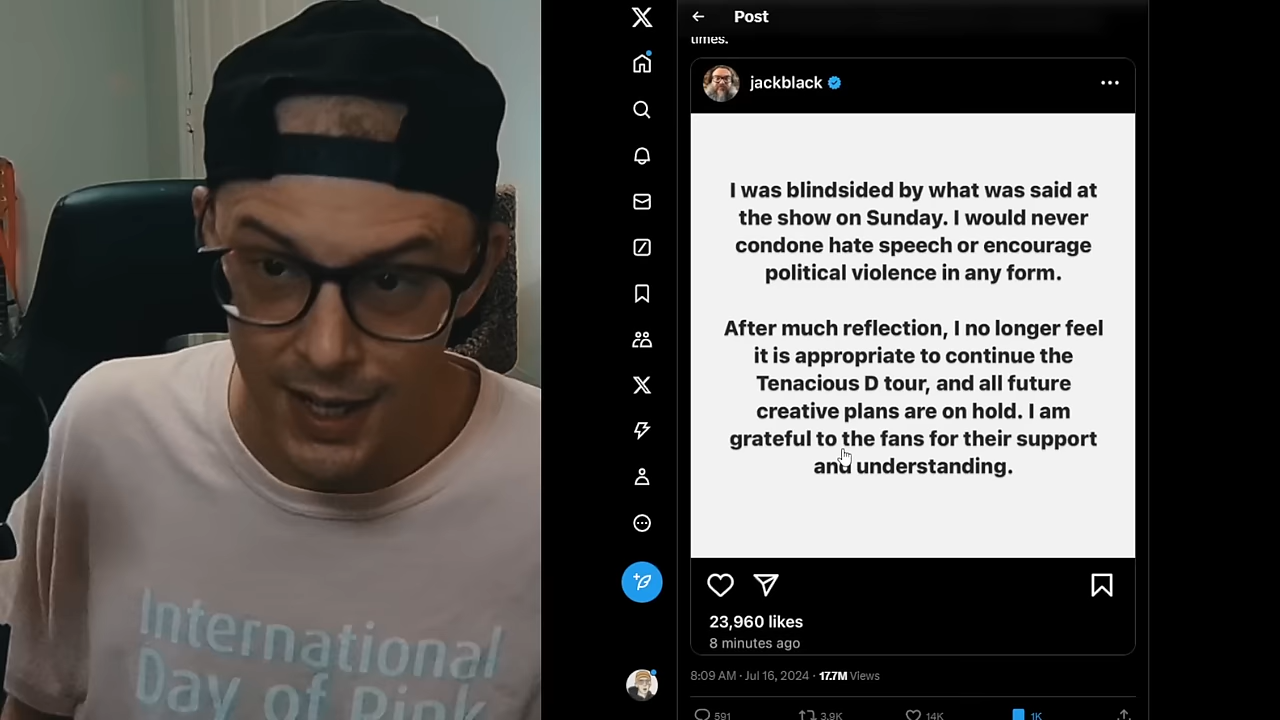 Post
times.
jackblack
I was blindsided by what was said at
the show on Sunday. I would never
condone hate speech or encourage
political violence in any form.
After much reflection, I no longer feel
it is appropriate to continue the
Tenacious D tour, and all future
creative plans are on hold. I am
grateful to the fans for their support
and understanding.
23,960 likes
8 minutes ago
8:09 AM · Jul 16, 2024 · 17.7M Views
591 3.9K 14K 1K
International
Day of Pink